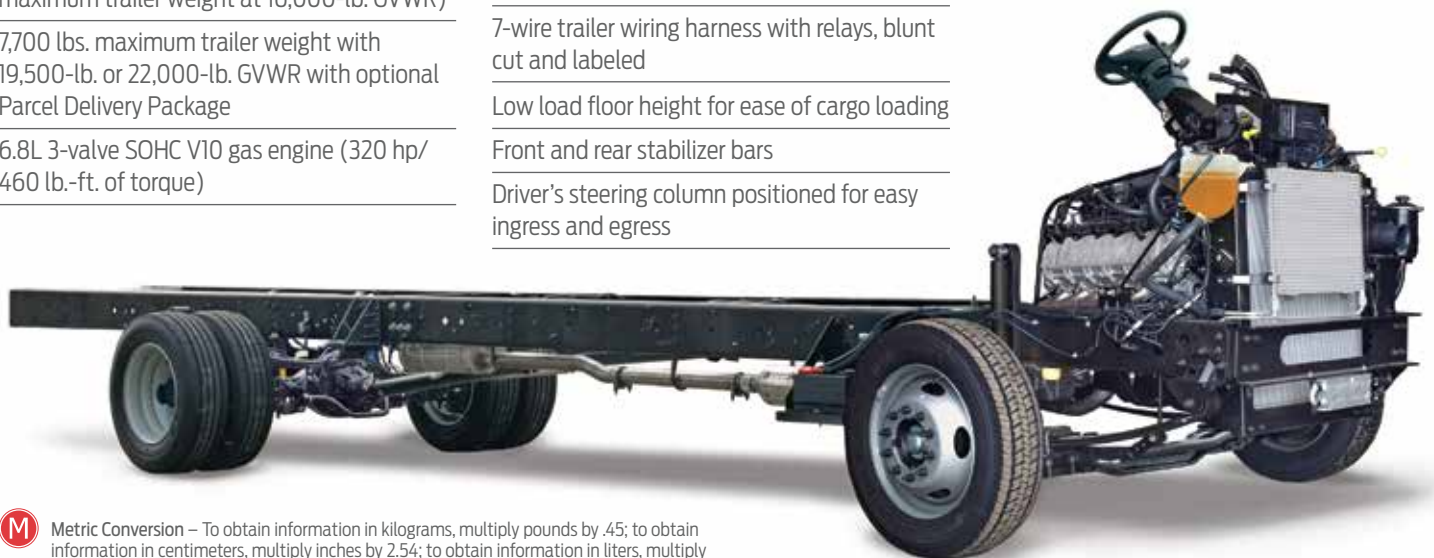 maximum trailer weight at GVWR)
7,700 lbs. maximum trailer weight with
19,500-lb. or 22,000-lb. GVWR with optional
Parcel Delivery Package
6.8L 3-valve SOHC V10 gas engine (320 hp/
460 lb.-ft. of torque)
7-wire trailer wiring harness with relays, blunt
cut and labeled
Low load floor height for ease of cargo loading
Front and rear stabilizer bars
Driver’s steering column positioned for easy
ingress and egress
M
Metric Conversion – To obtain information in kilograms, multiply pounds by .45; to obtain
information in centimeters, multiply inches by 2.54; to obtain information in liters, multiply